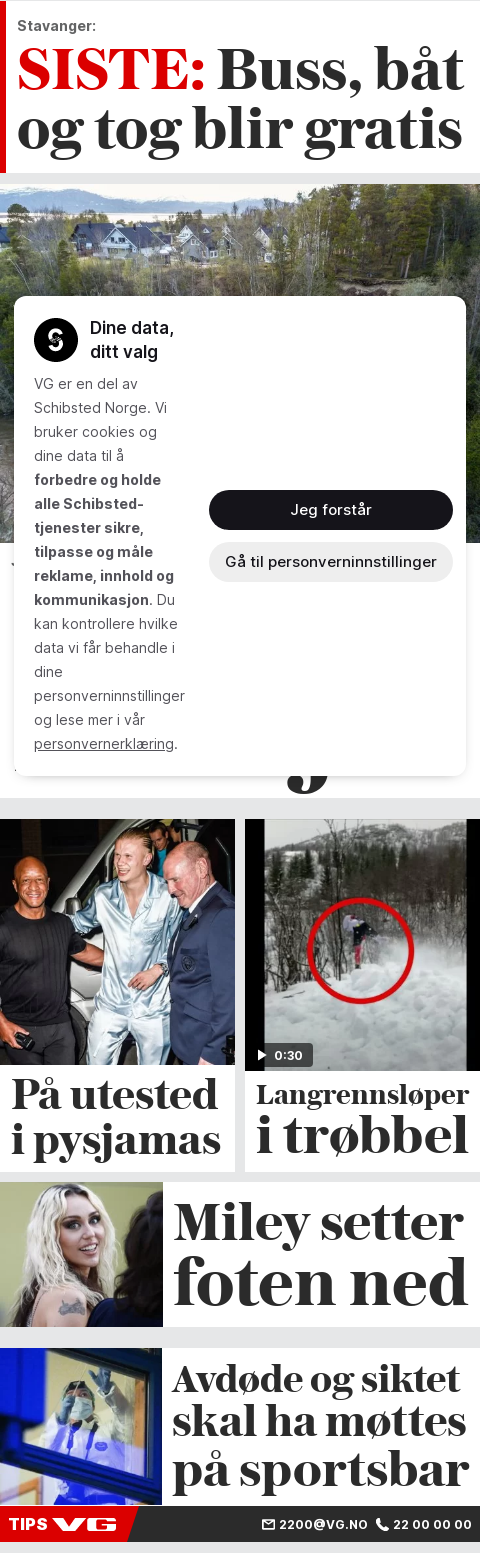 Stavanger:
SISTE: Buss, båt
og tog blir gratis
Dine data,
ditt valg
VG er en del av
Schibsted Norge. Vi
bruker cookies og
dine data til å
forbedre og holde
alle Schibsted-
tjenester sikre,
tilpasse og måle
reklame, innhold og
kommunikasjon. Du
kan kontrollere hvilke
data vi får behandle i
dine
personverninnstillinger
og lese mer i vår
personvernerklæring.
Jeg forstår
Gå til personverninnstillinger
0:30
På utested
i pysjamas
Langrennsløper
i trøbbel
Miley setter
foten ned
Avdøde og siktet
skal ha møttes
på sportsbar
TIPS VG 2200@VG.NO 22 00 00 00